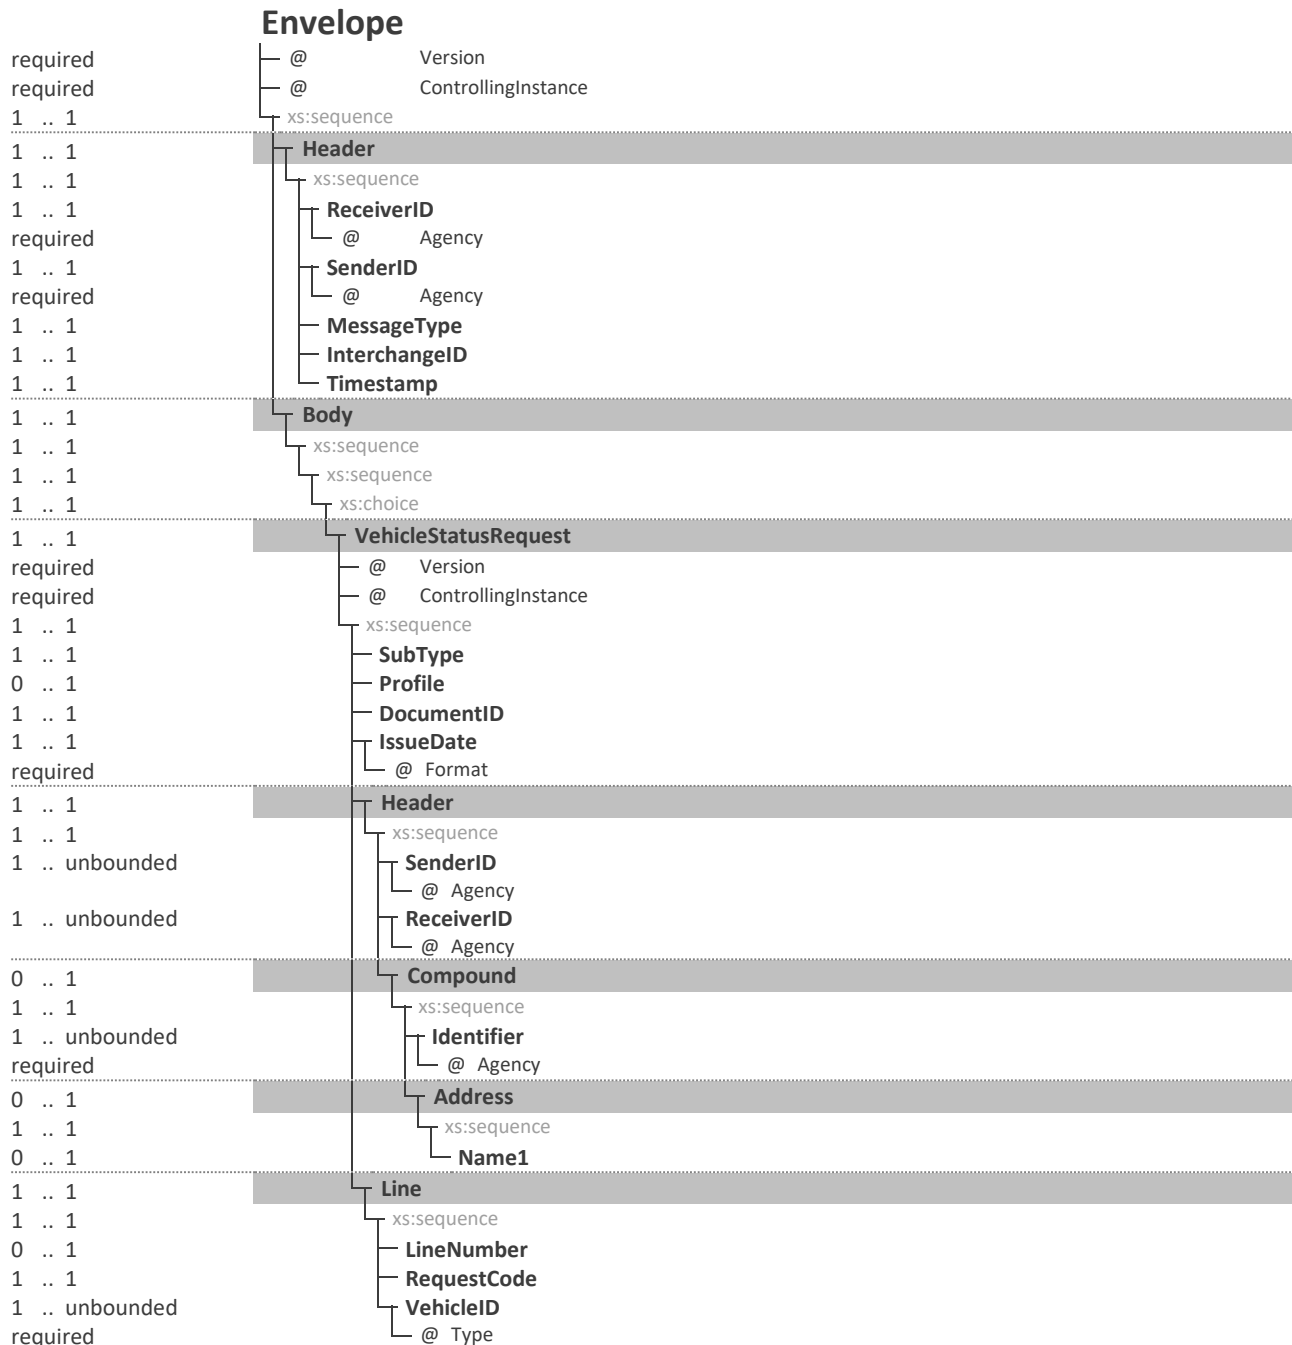 Envelope
required @ Version
required @ ControllingInstance
1 .. 1 xs:sequence
1 .. 1 Header
1 .. 1 xs:sequence
1 .. 1 ReceiverID
required @ Agency
1 .. 1 SenderID
required @ Agency
1 .. 1 MessageType
1 .. 1 InterchangeID
1 .. 1 Timestamp
1 .. 1 Body
1 .. 1 xs:sequence
1 .. 1 xs:sequence
1 .. 1 xs:choice
1 .. 1 VehicleStatusRequest
required @ Version
required @ ControllingInstance
1 .. 1 xs:sequence
1 .. 1 SubType
0 .. 1 Profile
1 .. 1 DocumentID
1 .. 1 IssueDate
required @ Format
1 .. 1 Header
1 .. 1 xs:sequence
1 .. unbounded SenderID
@ Agency
1 .. unbounded ReceiverID
@ Agency
0 .. 1 Compound
1 .. 1 xs:sequence
1 .. unbounded Identifier
required @ Agency
0 .. 1 Address
1 .. 1 xs:sequence
0 .. 1 Name1
1 .. 1 Line
1 .. 1 xs:sequence
0 .. 1 LineNumber
1 .. 1 RequestCode
1 .. unbounded VehicleID
required @ Type